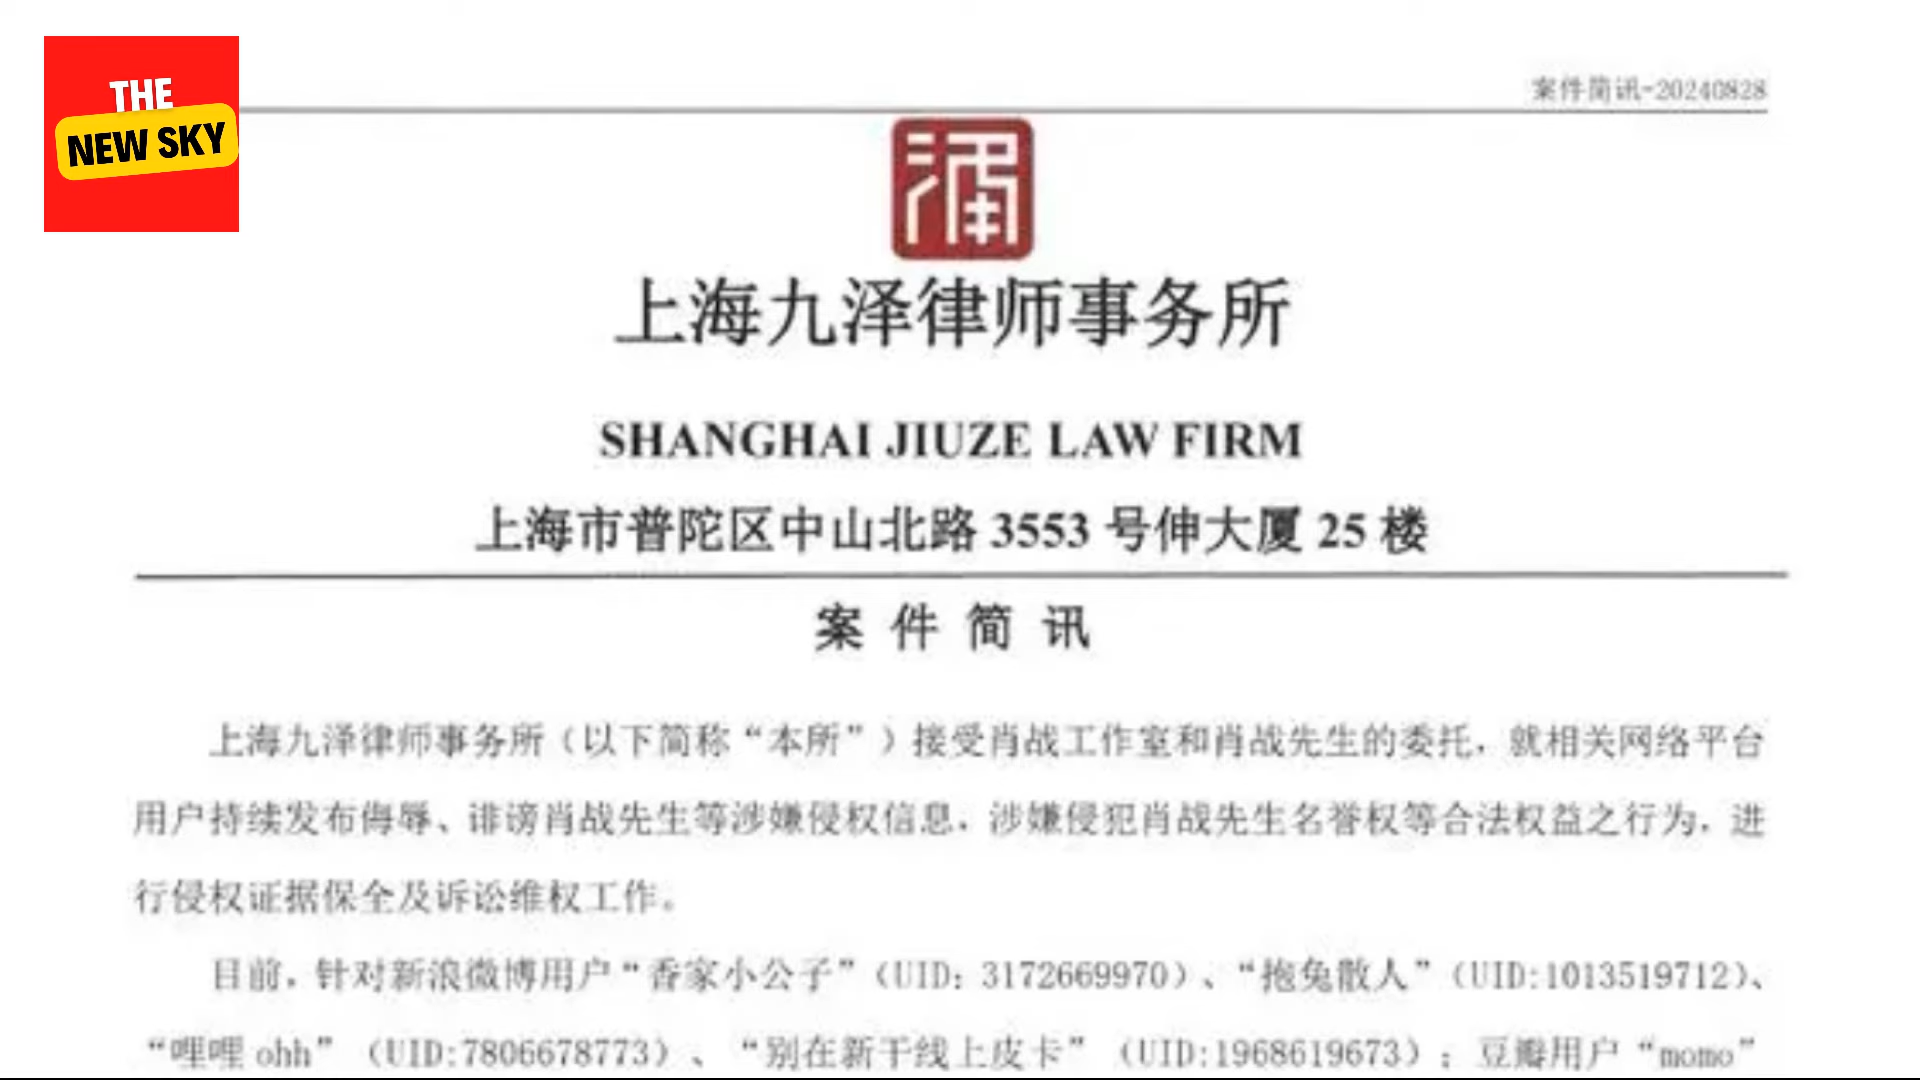 THE
NEW SKY
案件简讯-20240828
上海九泽律师事务所
SHANGHAI JIUZE LAW FIRM
上海市普陀区中山北路 3553 号伸大厦 25 楼
案 件 简 讯
上海九泽律师事务所（以下简称“本所”）接受肖战工作室和肖战先生的委托，就相关网络平台
用户持续发布侮辱、诽谤肖战先生等涉嫌侵权信息，涉嫌侵犯肖战先生名誉权等合法权益之行为，进
行侵权证据保全及诉讼维权工作。
目前，针对新浪微博用户“香家小公子”（UID: 3172669970）、“抱兔散人”（UID:1013519712）、
“哩哩 ohh”（UID:7806678773）、“别在新干线上皮卡”（UID:1968619673）；豆瓣用户“momo”